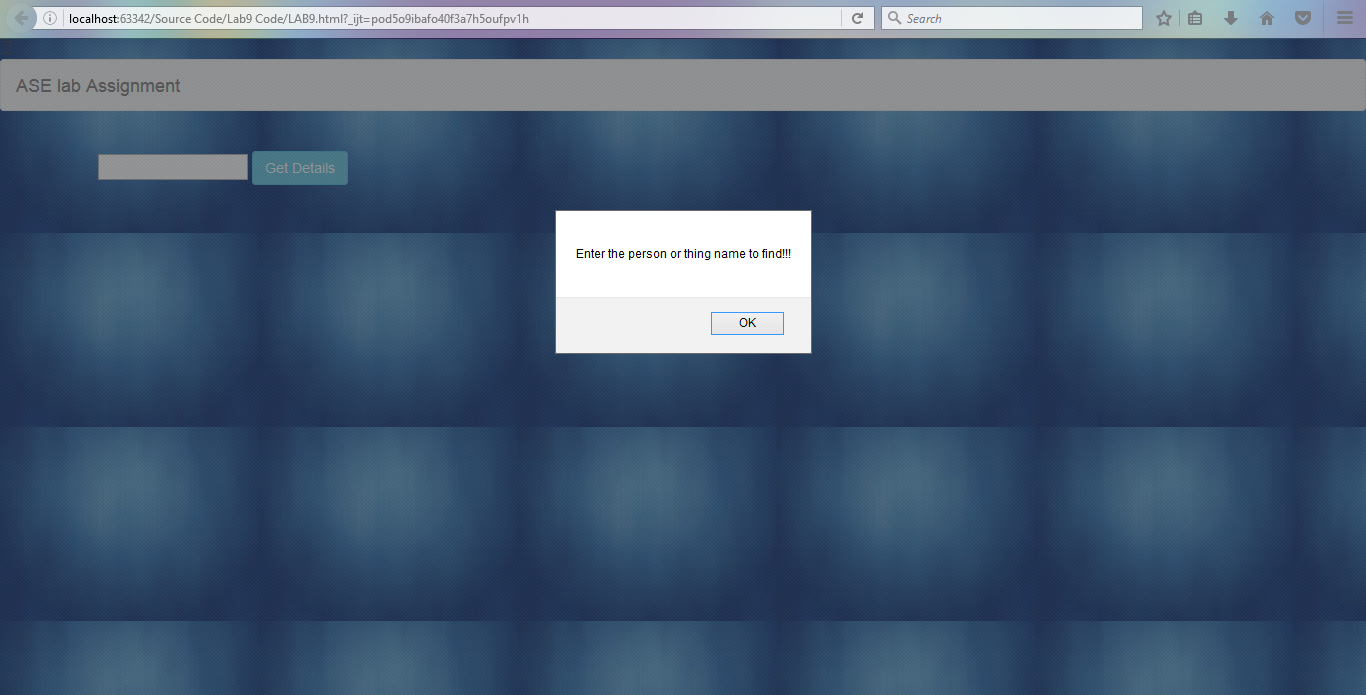 localhost:63342/Source Code/Lab9 Code/LAB9.html?_ijt=pod5o9ibafo40f3a7h5oufpv1h
Search
ASE lab Assignment
Get Details
Enter the person or thing name to find!!!
OK